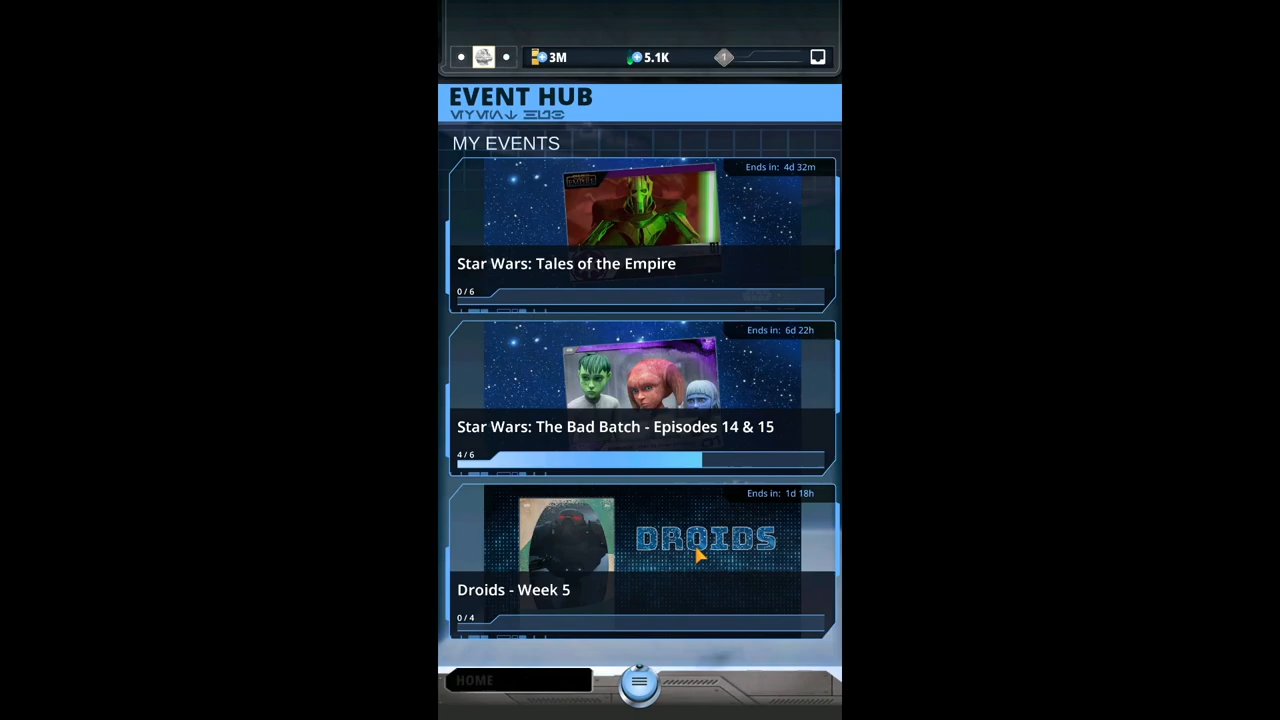 3M
5.1K
1
EVENT HUB
MY EVENTS
Ends in: 4d 32m
Star Wars: Tales of the Empire
0 / 6
Ends in: 6d 22h
Star Wars: The Bad Batch - Episodes 14 & 15
4 / 6
Ends in: 1d 18h
DROIDS
Droids - Week 5
0 / 4
HOME